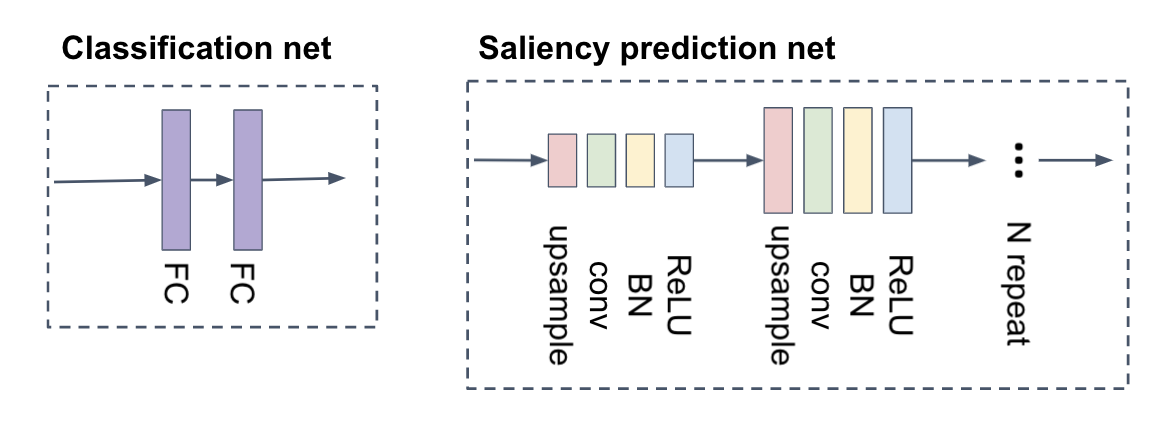 Classification net
FC
FC
Saliency prediction net
upsample
conv
BN
ReLU
upsample
conv
BN
ReLU
...
N repeat